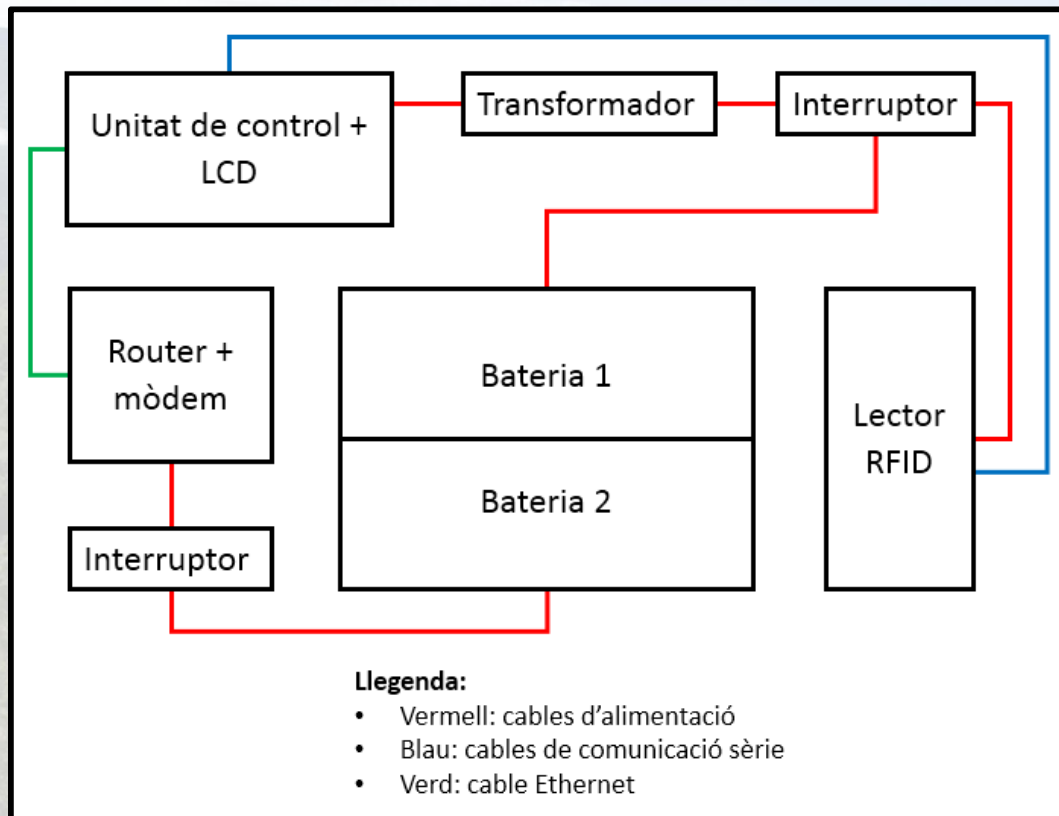 Unitat de control +
LCD
Transformador
Interruptor
Router +
mòdem
Bateria 1
Lector
RFID
Bateria 2
Interruptor
Llegenda:
• Vermell: cables d’alimentació
• Blau: cables de comunicació sèrie
• Verd: cable Ethernet